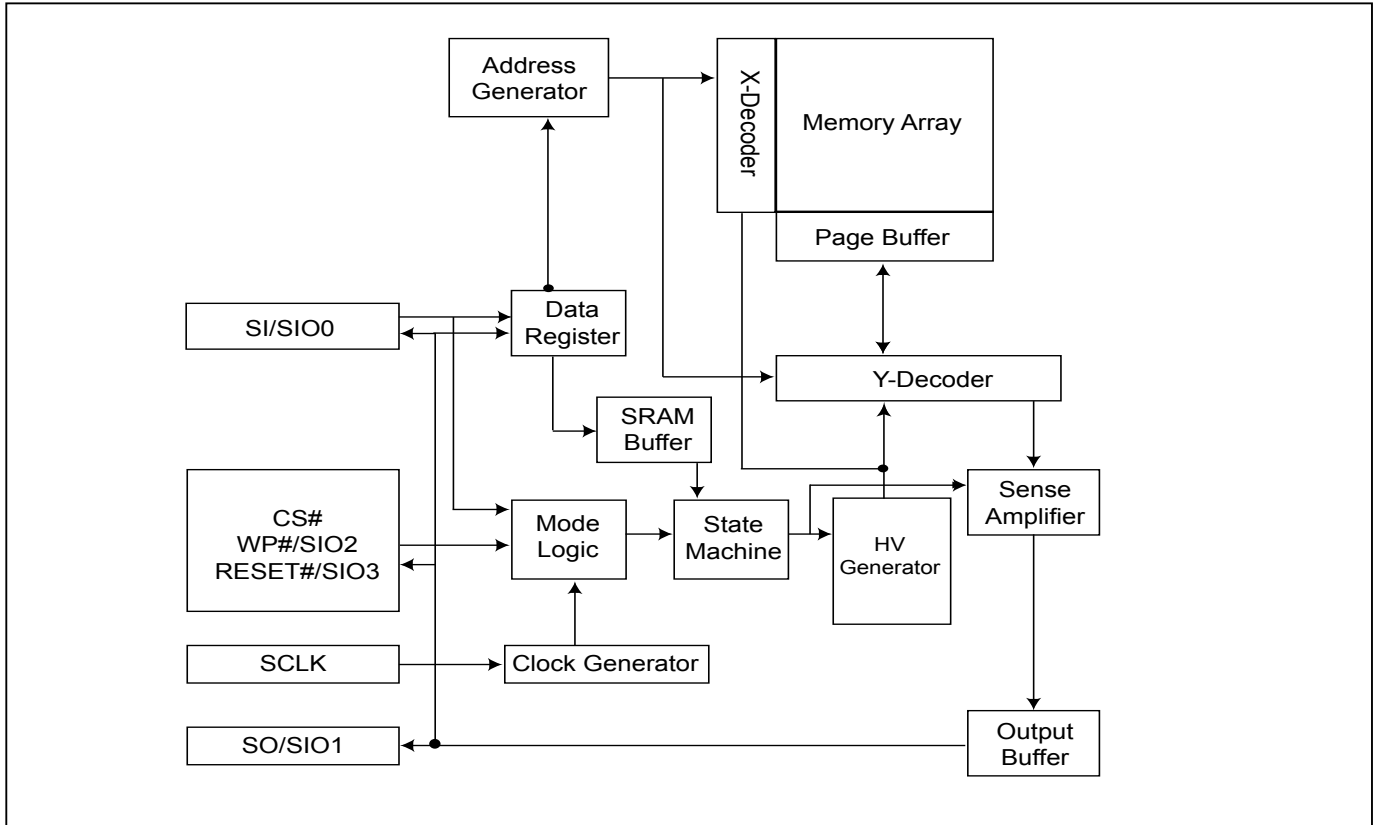 Address
Generator
X-Decoder
Memory Array
Page Buffer
SI/SIO0
Data
Register
Y-Decoder
SRAM
Buffer
CS#
WP#/SIO2
RESET#/SIO3
Mode
Logic
State
Machine
HV
Generator
Sense
Amplifier
SCLK
Clock Generator
SO/SIO1
Output
Buffer